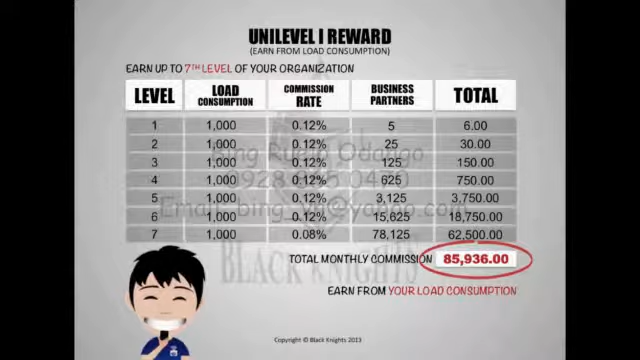 UNILEVEL I REWARD
(EARN FROM LOAD CONSUMPTION)
EARN UP TO 7TH LEVEL OF YOUR ORGANIZATION
LEVEL LOAD CONSUMPTION COMMISSION RATE BUSINESS PARTNERS TOTAL
1 1,000 0.12% 5 6.00
2 1,000 0.12% 25 30.00
3 1,000 0.12% 125 150.00
4 1,000 0.12% 625 750.00
5 1,000 0.12% 3,125 3,750.00
6 1,000 0.12% 15,625 18,750.00
7 1,000 0.08% 78,125 62,500.00
TOTAL MONTHLY COMMISSION 85,936.00
BLACK KNIGHTS
EARN FROM YOUR LOAD CONSUMPTION
Copyright © Black Knights 2013